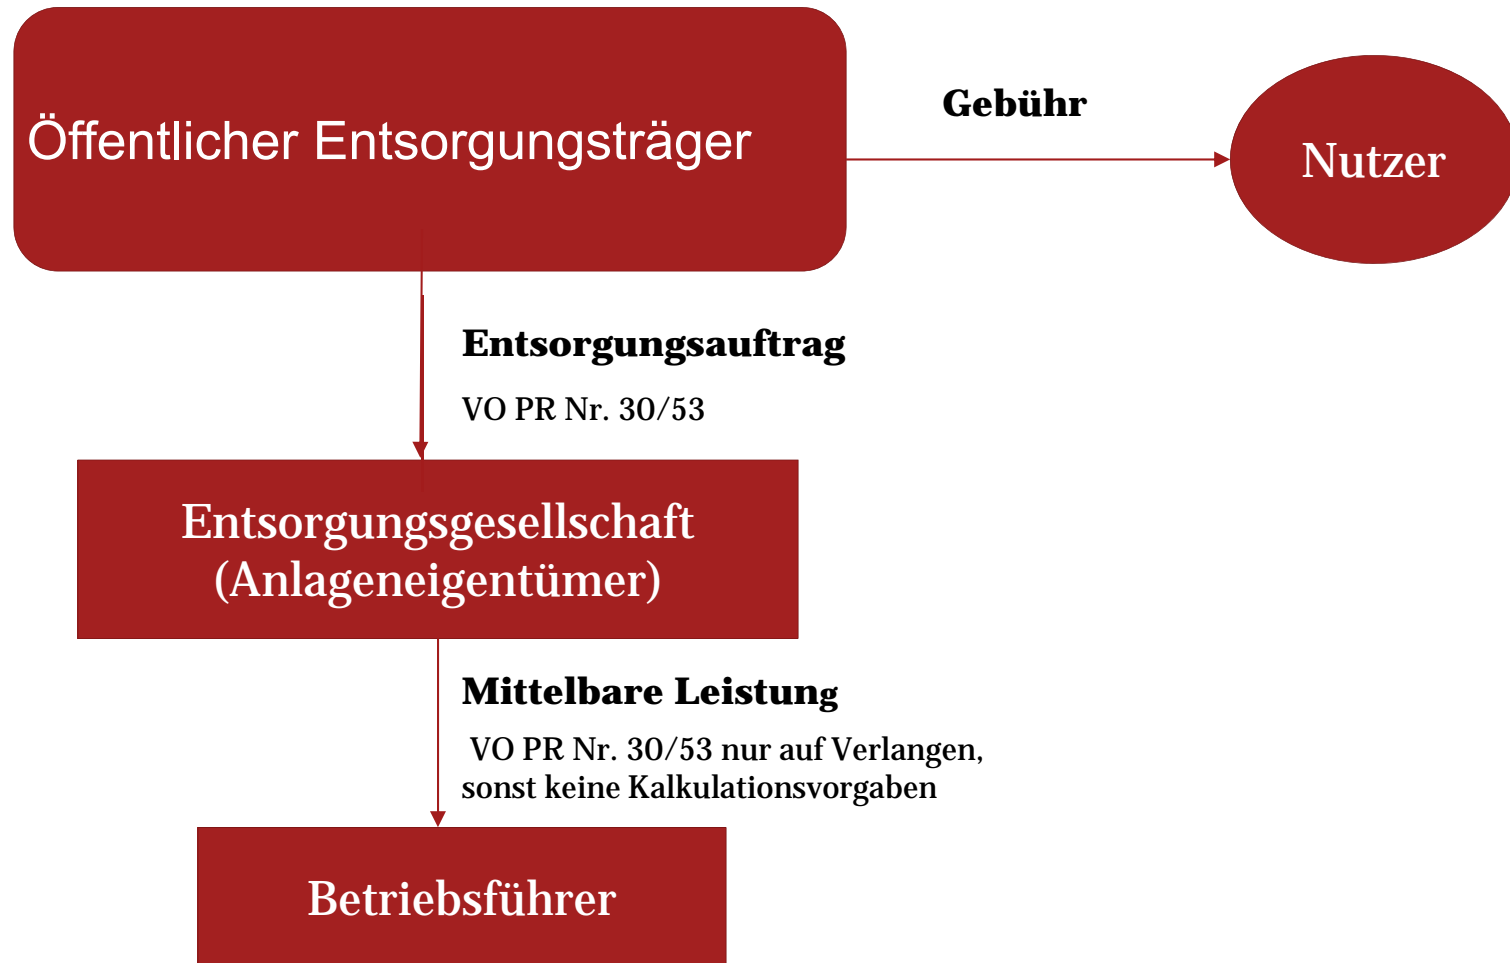 Öffentlicher Entsorgungsträger
Gebühr
Nutzer
Entsorgungsauftrag
VO PR Nr. 30/53
Entsorgungsgesellschaft
(Anlageneigentümer)
Mittelbare Leistung
VO PR Nr. 30/53 nur auf Verlangen,
sonst keine Kalkulationsvorgaben
Betriebsführer